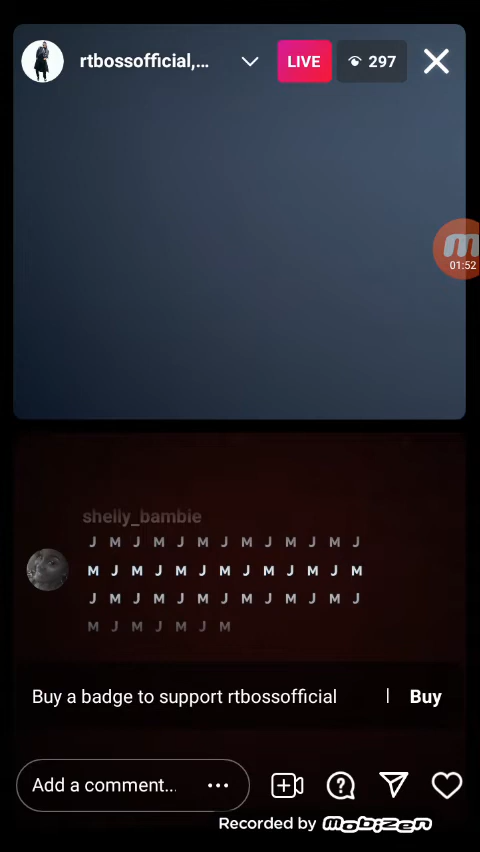 rtbossofficial,...
LIVE
297
01:52
shelly_bambie
J M J M J M J M J M J M J
M J M J M J M J M J M J M
J M J M J M J M J M J M J
M J M J M J M
Buy a badge to support rtbossofficial | Buy
Add a comment...
Recorded by mobizen